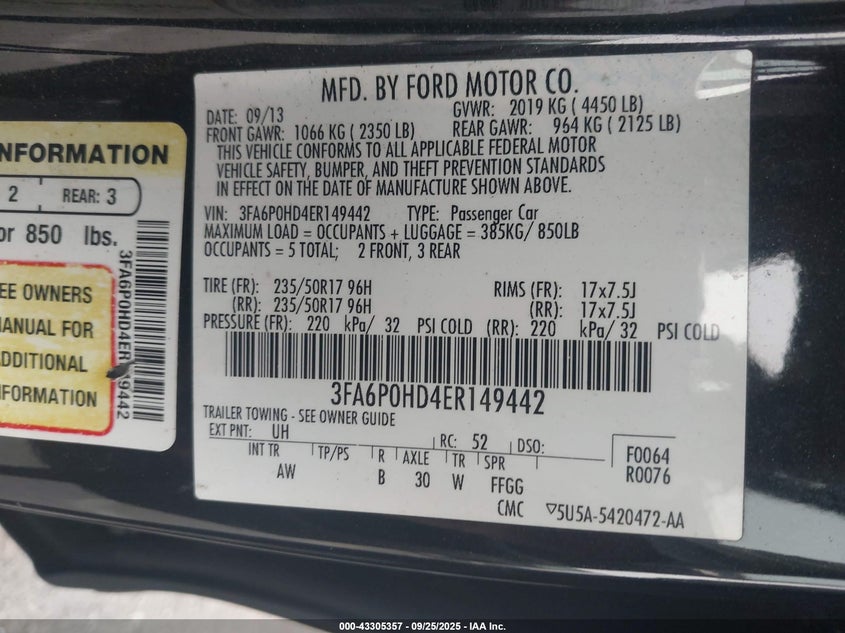 MFD. BY FORD MOTOR CO.
DATE: 09/13 GVWR: 2019 KG ( 4450 LB)
FRONT GAWR: 1066 KG ( 2350 LB) REAR GAWR: 964 KG ( 2125 LB)
THIS VEHICLE CONFORMS TO ALL APPLICABLE FEDERAL MOTOR
VEHICLE SAFETY, BUMPER, AND THEFT PREVENTION STANDARDS
IN EFFECT ON THE DATE OF MANUFACTURE SHOWN ABOVE.
VIN: 3FA6P0HD4ER149442 TYPE: Passenger Car
MAXIMUM LOAD = OCCUPANTS + LUGGAGE = 385KG/ 850LB
OCCUPANTS = 5 TOTAL; 2 FRONT, 3 REAR
TIRE (FR): 235/50R17 96H RIMS (FR): 17x7.5J
(RR): 235/50R17 96H (RR): 17x7.5J
PRESSURE (FR): 220 kPa/ 32 PSI COLD (RR): 220 kPa/ 32 PSI COLD
3FA6P0HD4ER149442
TRAILER TOWING - SEE OWNER GUIDE
EXT PNT: UH RC: 52 DSO:
INT TR TP/PS R AXLE TR SPR
AW B 30 W FFGG
F0064
R0076
CMC ▽5U5A-5420472-AA
NFORMATION
2 REAR: 3
or 850 lbs.
EE OWNERS
MANUAL FOR
ADDITIONAL
NFORMATION
3FA6P0HD4ER149442
000-43305357 - 09/25/2025 - IAA Inc.